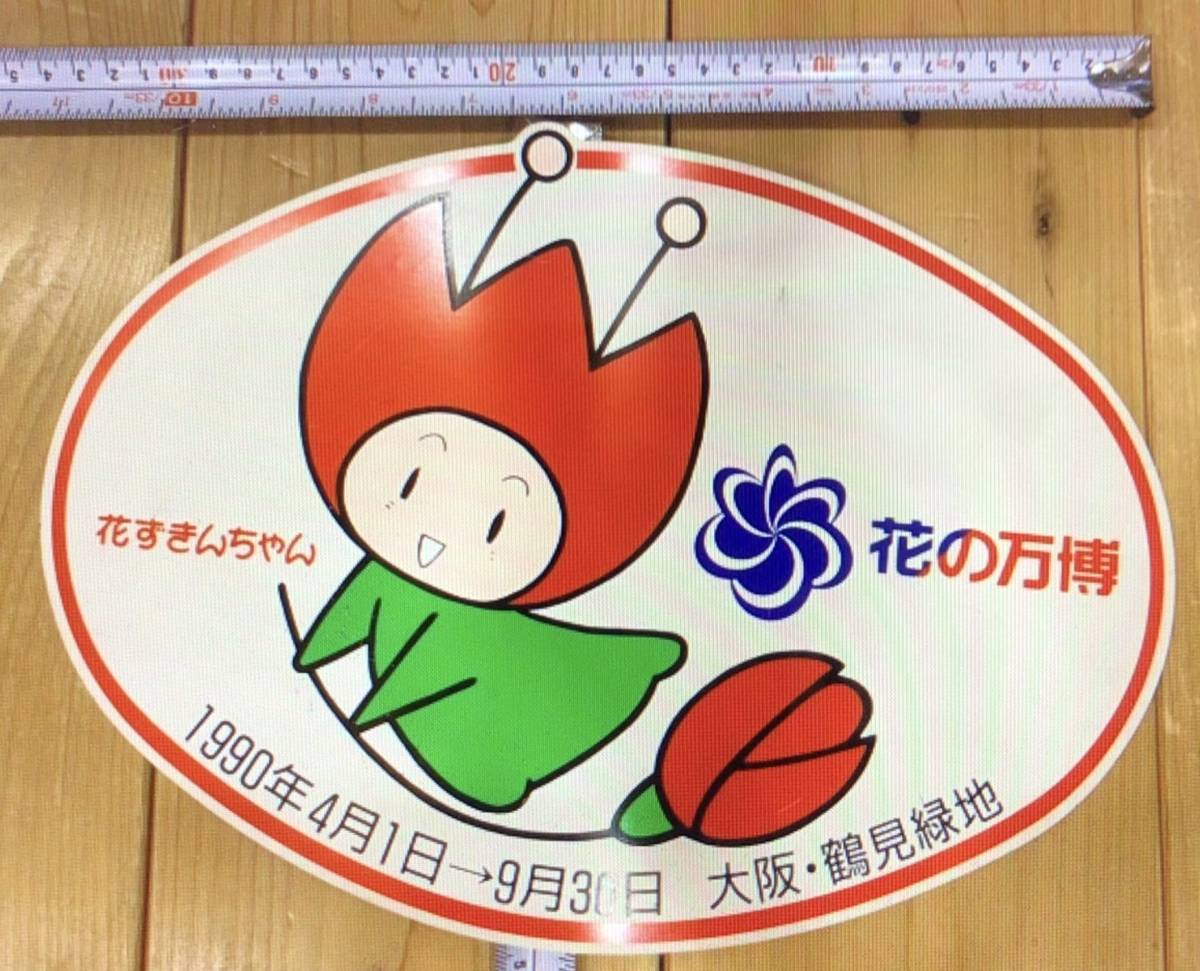 花ずきんちゃん
花の万博
1990年4月1日→9月30日 大阪・鶴見緑地